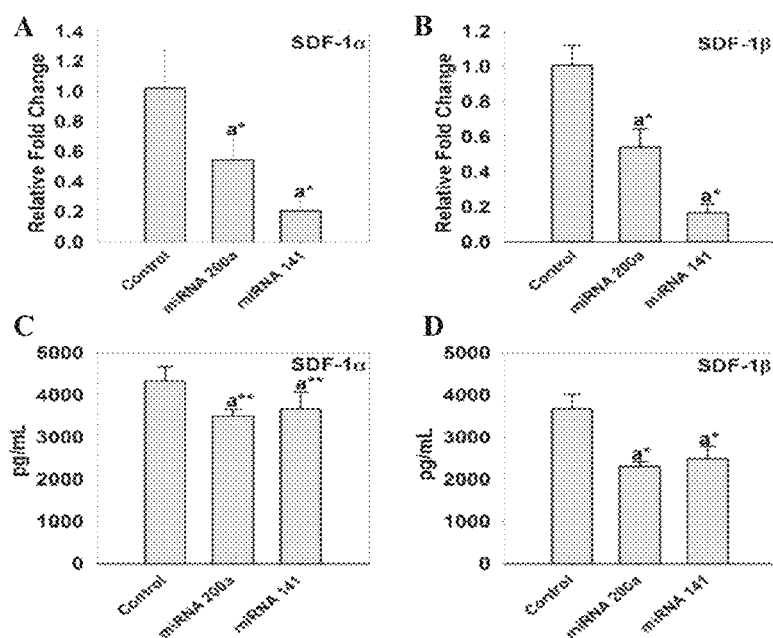 A
SDF-1α
Relative Fold Change
1.4
1.2
1.0
0.8
0.6
0.4
0.2
0.0
a*
a*
Control
miRNA 200a
miRNA 141
B
SDF-1β
Relative Fold Change
1.2
1.0
0.8
0.6
0.4
0.2
0.0
a*
a*
Control
miRNA 200a
miRNA 141
C
SDF-1α
pg/mL
5000
4000
3000
2000
1000
0
a**
a**
Control
miRNA 200a
miRNA 141
D
SDF-1β
pg/mL
5000
4000
3000
2000
1000
0
a*
a*
Control
miRNA 200a
miRNA 141